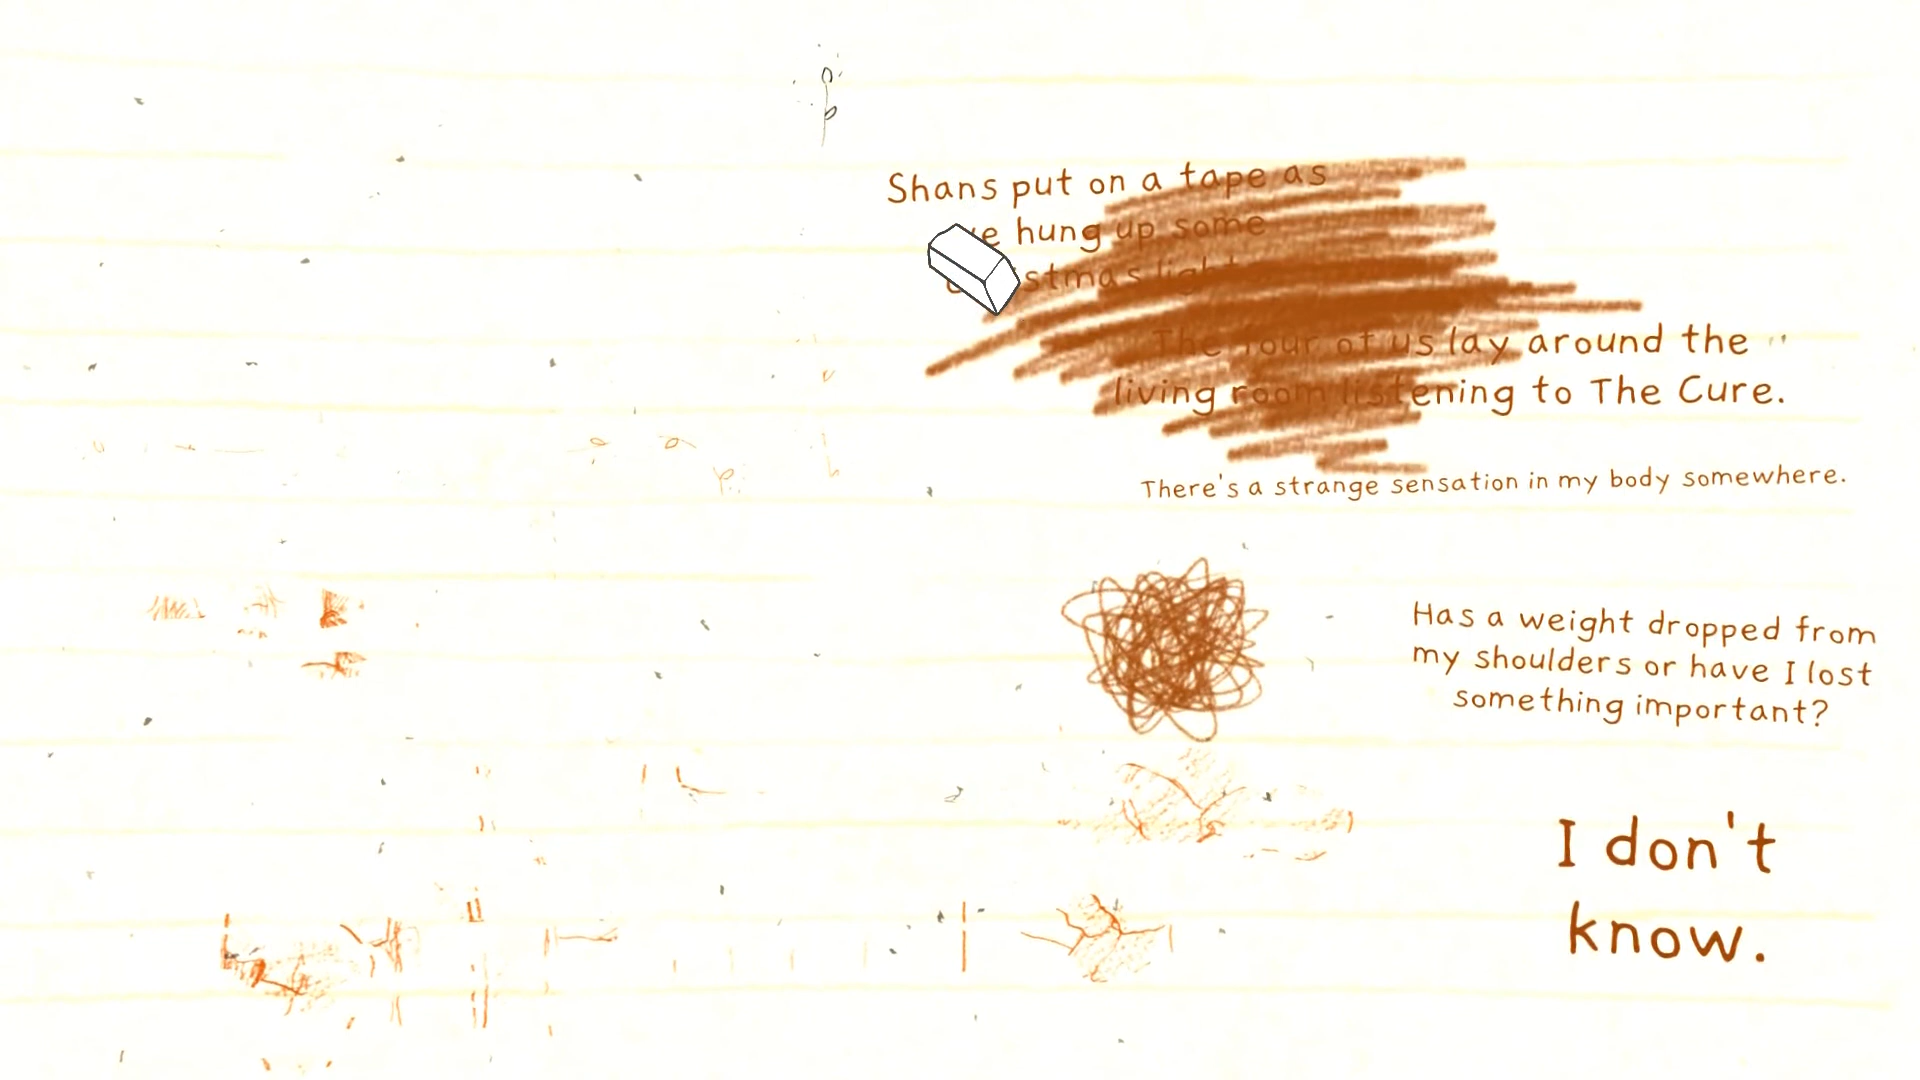 Shans put on a tape as
hung up some
The four of us lay around the
living room listening to The Cure.
There's a strange sensation in my body somewhere.
Has a weight dropped from
my shoulders or have I lost
something important?
I don't
know.